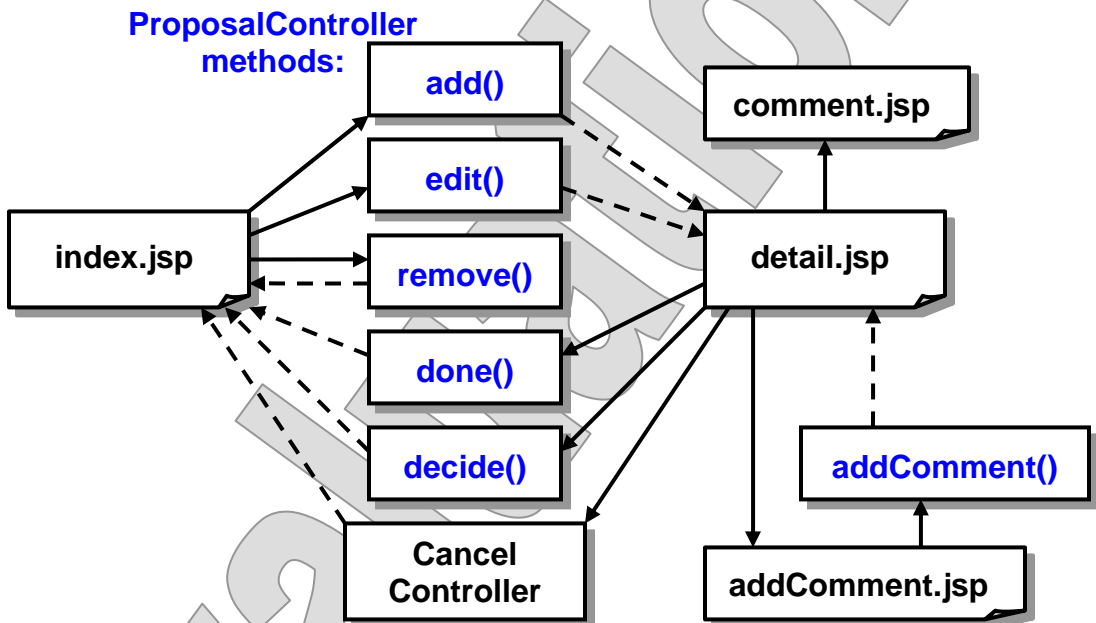 ProposalController
methods:
add()
comment.jsp
edit()
index.jsp
detail.jsp
remove()
done()
decide()
addComment()
Cancel
Controller
addComment.jsp